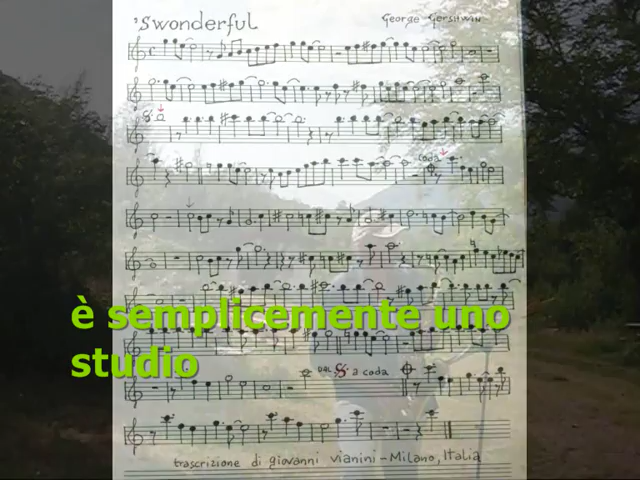 'Swonderful
George Gershwin
coda
è semplicemente uno
studio
DAL 𝄋 a coda
trascrizione di giovanni vianini - Milano, Italia